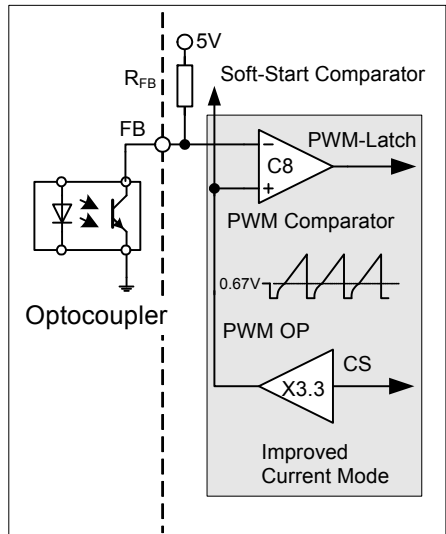 5V
R_FB
Soft-Start Comparator
FB
−
C8
+
PWM-Latch
PWM Comparator
0.67V
Optocoupler
PWM OP
CS
X3.3
Improved
Current Mode